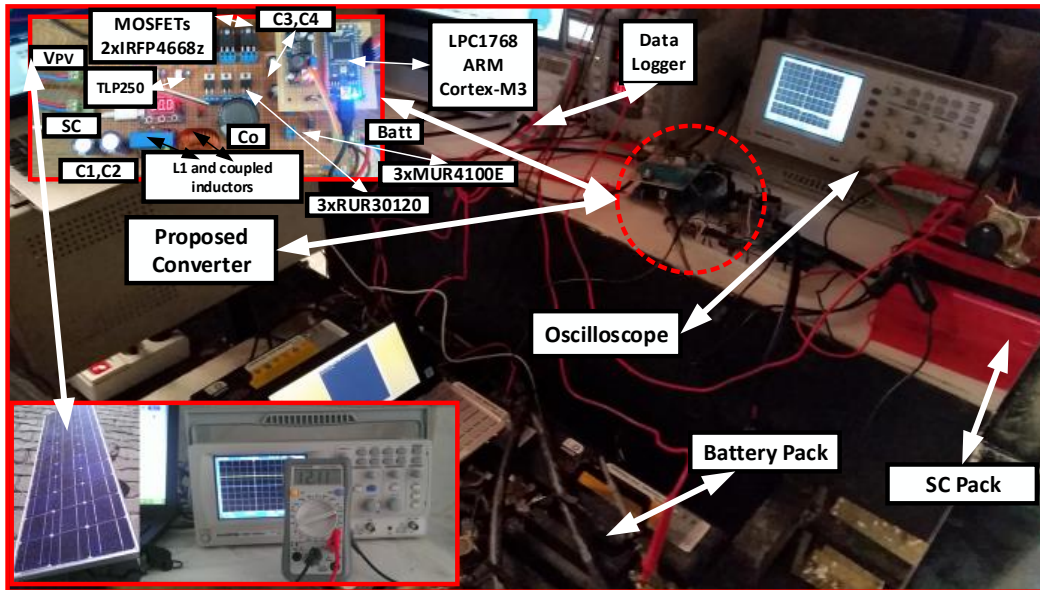 MOSFETs
2xIRFP4668z
C3,C4
VPV
TLP250
LPC1768
ARM
Cortex-M3
Data
Logger
SC
Co
Batt
C1,C2
L1 and coupled
inductors
3xMUR4100E
3xRUR30120
Proposed
Converter
Oscilloscope
Battery Pack
SC Pack